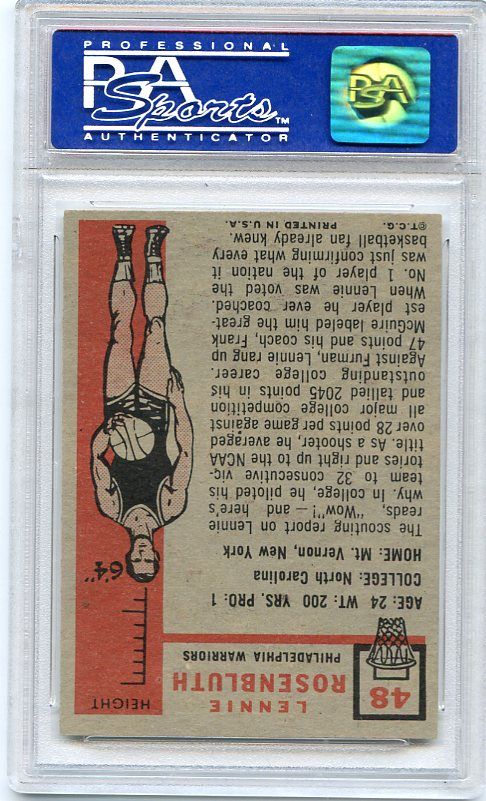 PROFESSIONAL
PSA
Sports™
AUTHENTICATOR
PSA
48
LENNIE
ROSENBLUTH
PHILADELPHIA WARRIORS
HEIGHT
6'4"
AGE: 24 WT: 200 YRS. PRO: 1
COLLEGE: North Carolina
HOME: Mt. Vernon, New York
The scouting report on Lennie
reads, "Wow"! — and here's
why. In college, he piloted his
team to 32 consecutive vic-
tories and right up to the NCAA
title. As a shooter, he averaged
over 28 points per game against
all major college competition
and tallied 2045 points in his
outstanding college career.
Against Furman, Lennie, rang up
47 points and his coach, Frank
McGuire labeled him the great-
est player he ever coached.
When Lennie was voted the
No. 1 player of the nation it
was just confirming what every
basketball fan already knew.
©T.C.G. PRINTED IN U.S.A.